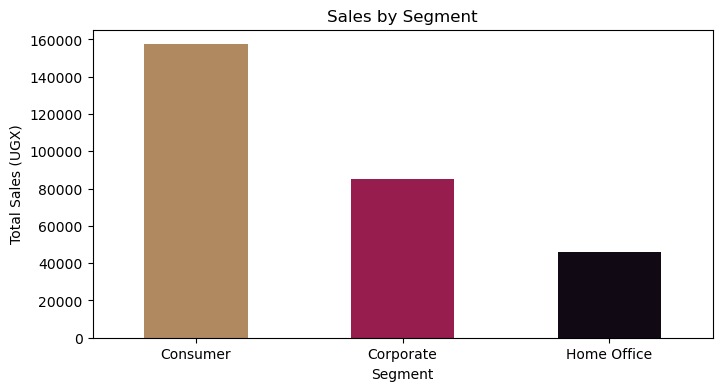 Sales by Segment
Total Sales (UGX)
160000
140000
120000
100000
80000
60000
40000
20000
0
Consumer
Corporate
Home Office
Segment